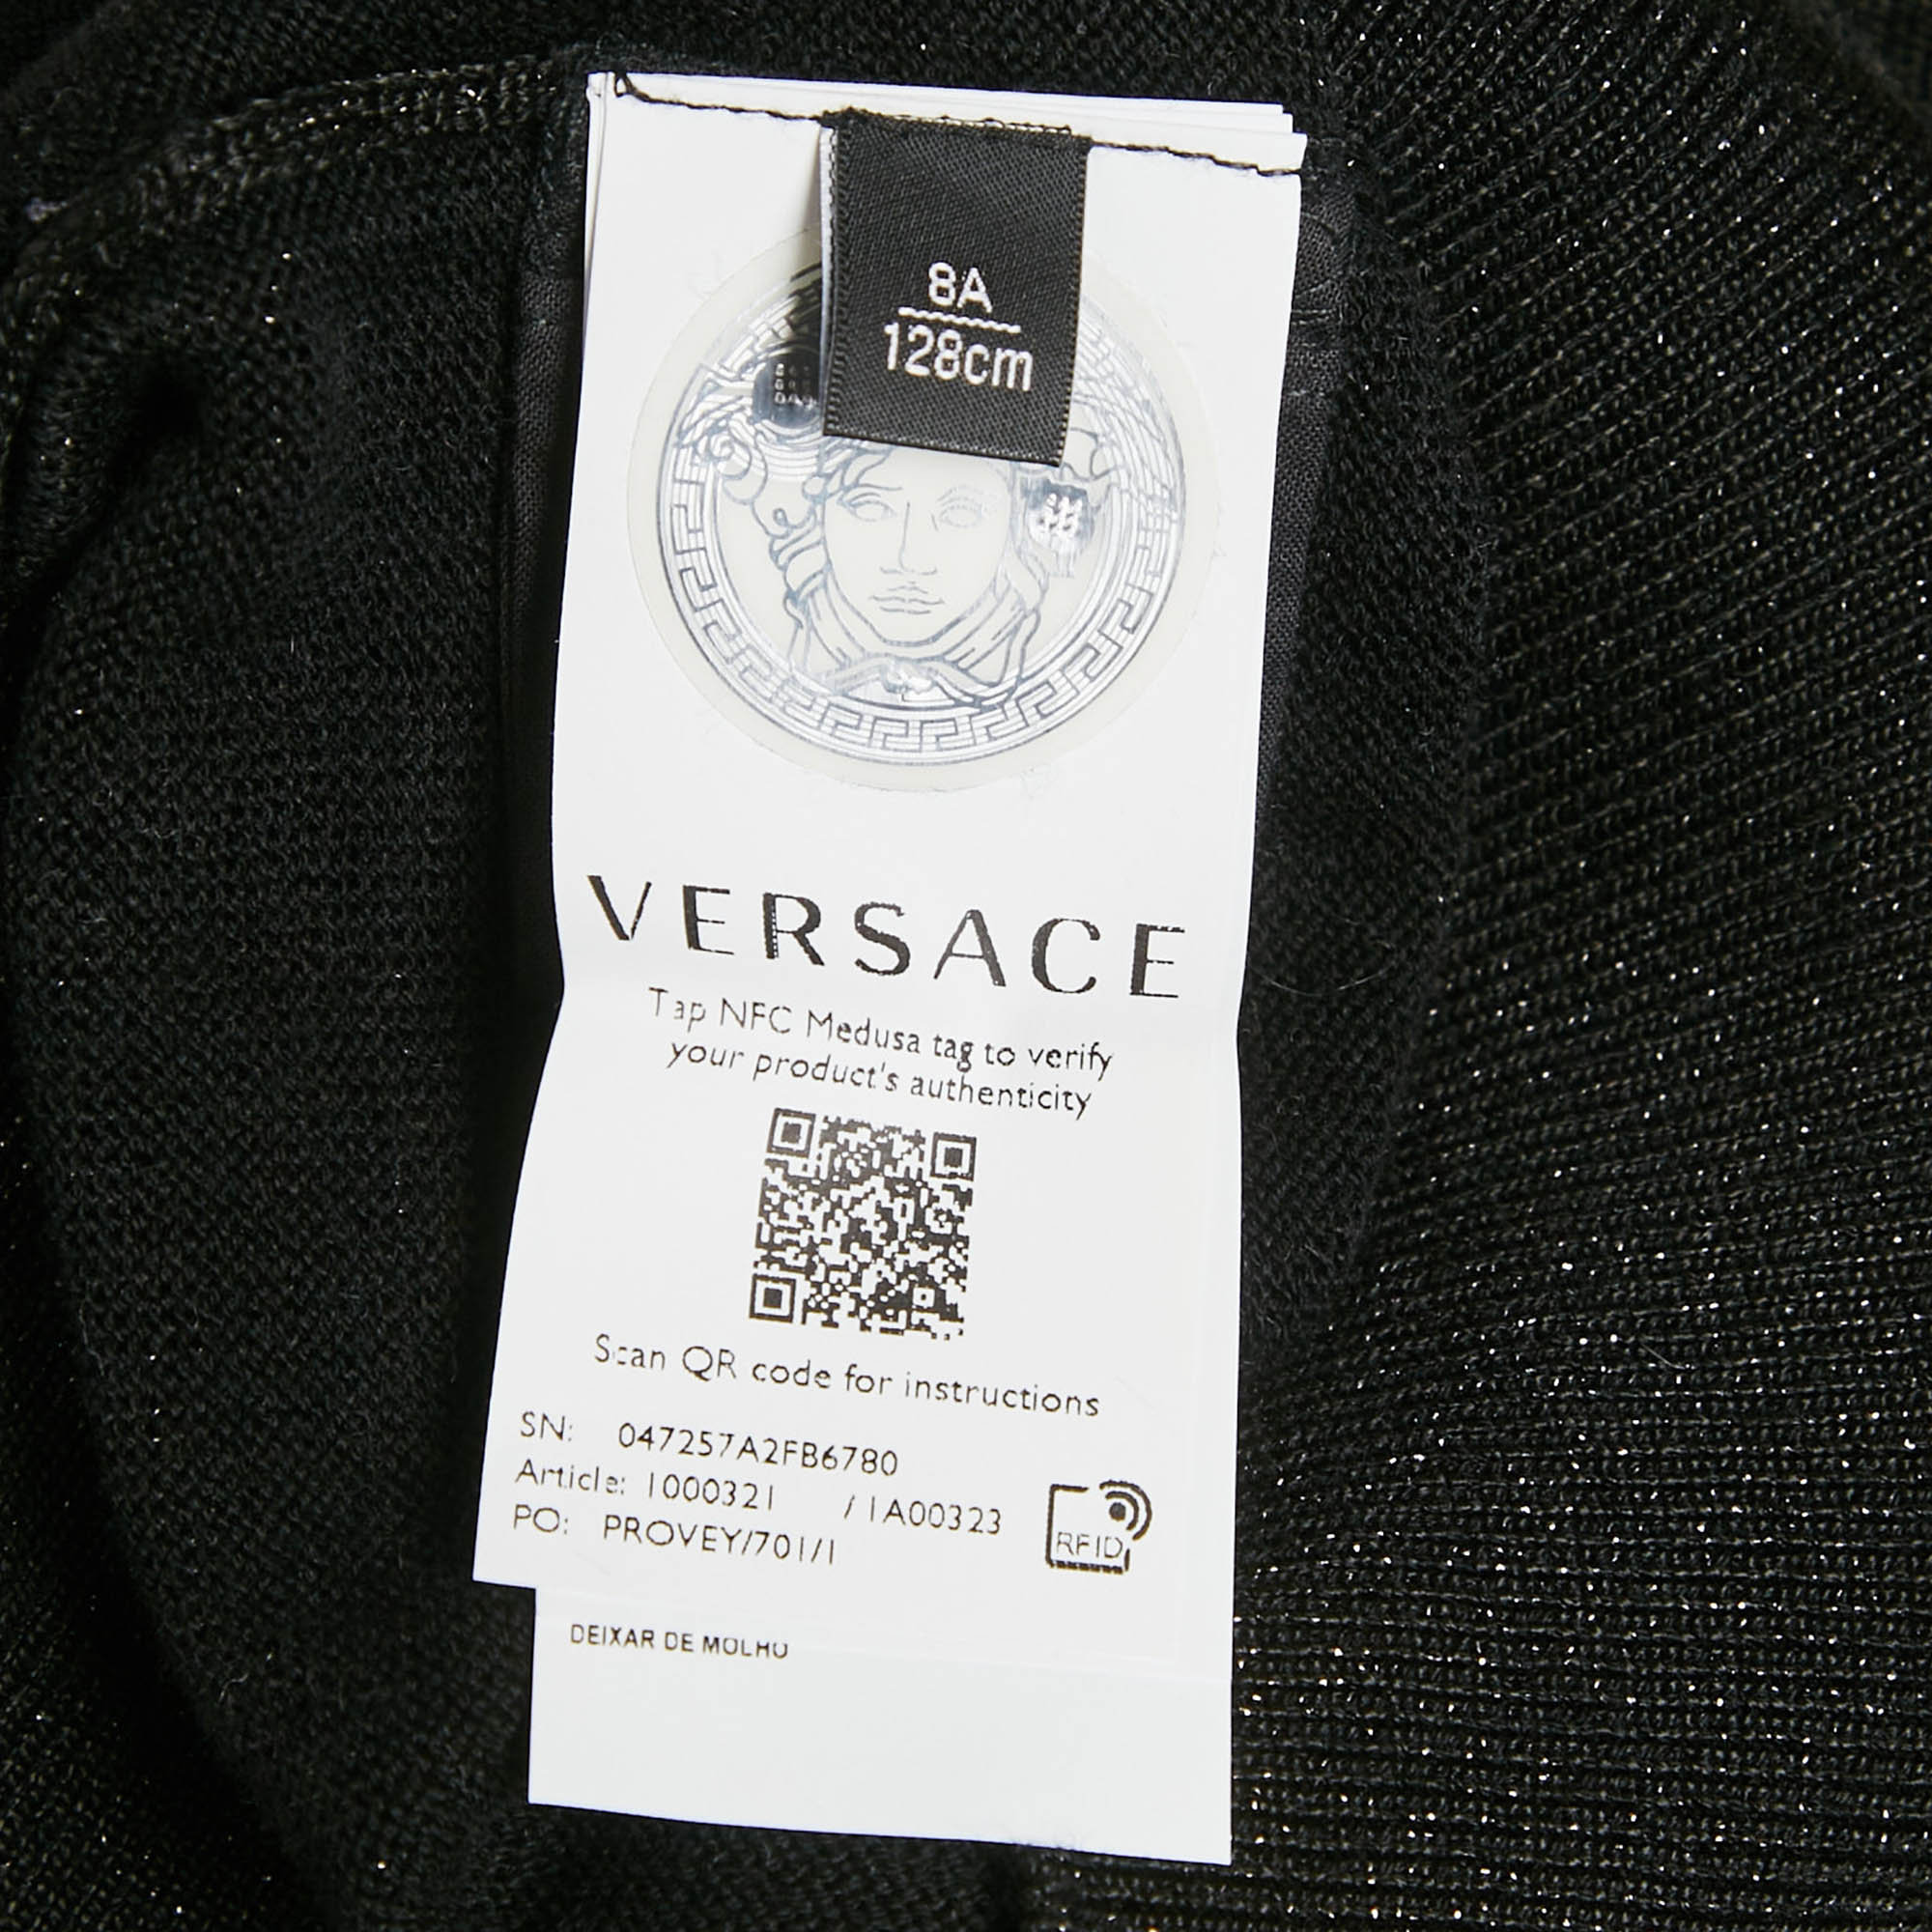 8A
128cm
VERSACE
Tap NFC Medusa tag to verify
your product's authenticity
Scan QR code for instructions
SN: 047257A2FB6780
Article: 1000321 / 1A00323
PO: PROVEY/701/1
RFID
DEIXAR DE MOLHO